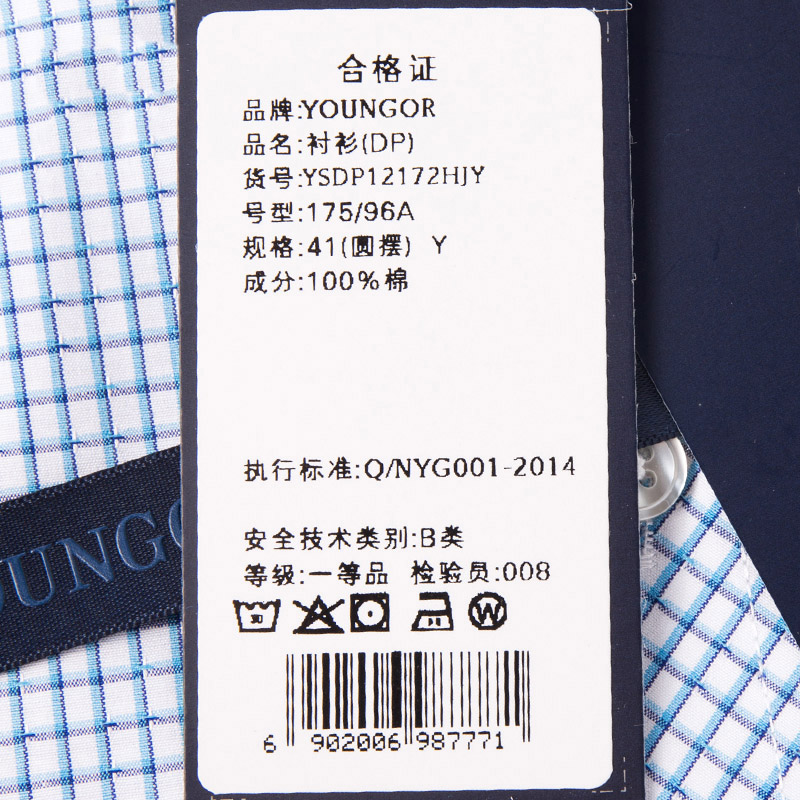 合格证
品牌:YOUNGOR
品名:衬衫(DP)
货号:YSDP12172HJY
号型:175/96A
规格:41(圆摆) Y
成分:100%棉
执行标准:Q/NYG001-2014
OUNGO
安全技术类别:B类
等级:一等品 检验员:008
30 W
6 902006 987771